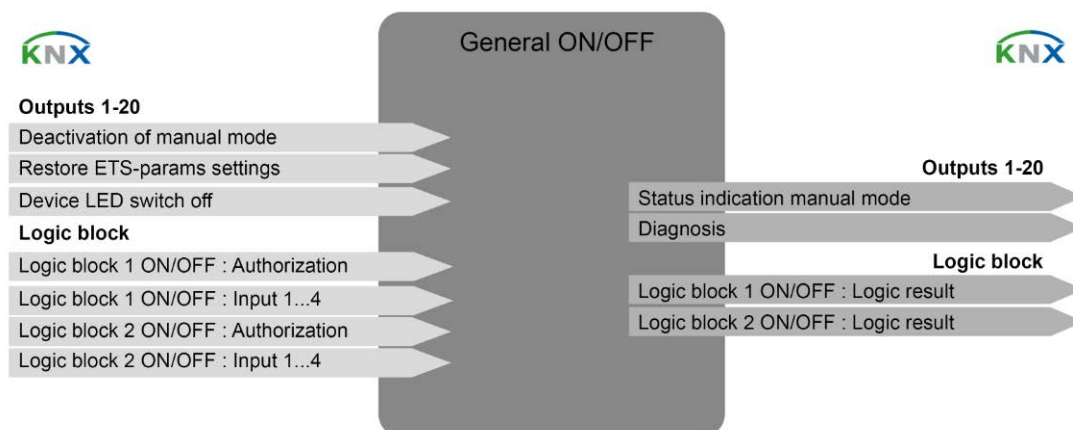 KNX
General ON/OFF
KNX
Outputs 1-20
Deactivation of manual mode
Restore ETS-params settings
Device LED switch off
Logic block
Logic block 1 ON/OFF : Authorization
Logic block 1 ON/OFF : Input 1...4
Logic block 2 ON/OFF : Authorization
Logic block 2 ON/OFF : Input 1...4
Outputs 1-20
Status indication manual mode
Diagnosis
Logic block
Logic block 1 ON/OFF : Logic result
Logic block 2 ON/OFF : Logic result